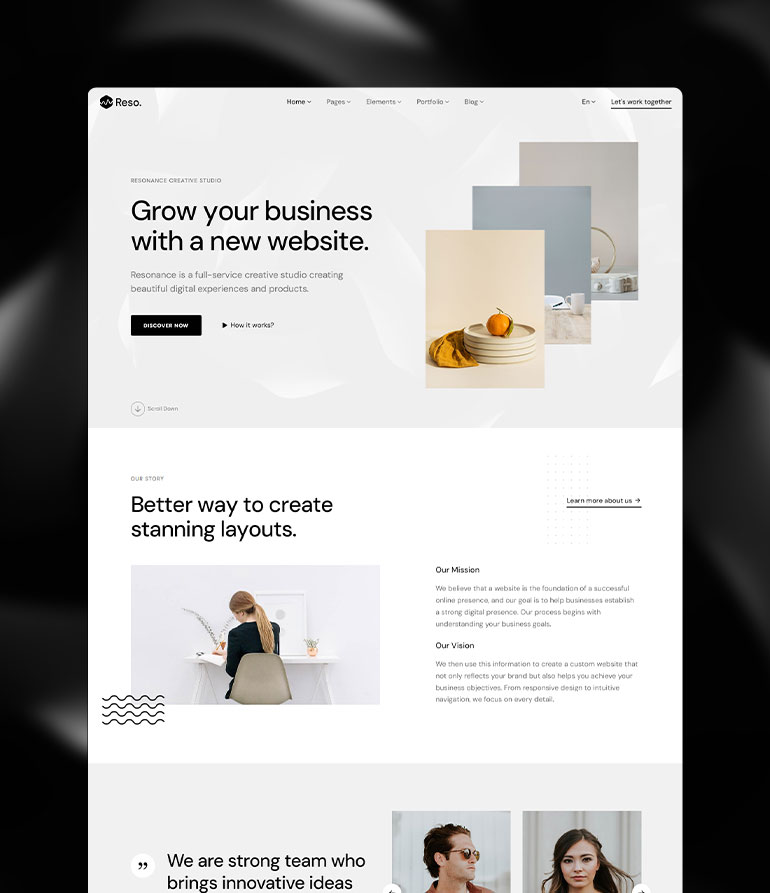 Reso.
Home
Pages
Elements
Portfolio
Blog
En
Let's work together
RESONANCE CREATIVE STUDIO
Grow your business
with a new website.
Resonance is a full-service creative studio creating
beautiful digital experiences and products.
DISCOVER NOW
How it works?
Scroll Down
OUR STORY
Better way to create
stanning layouts.
Learn more about us
Our Mission
We believe that a website is the foundation of a successful
online presence, and our goal is to help businesses establish
a strong digital presence. Our process begins with
understanding your business goals.
Our Vision
We then use this information to create a custom website that
not only reflects your brand but also helps you achieve your
business objectives. From responsive design to intuitive
navigation, we focus on every detail.
We are strong team who
brings innovative ideas